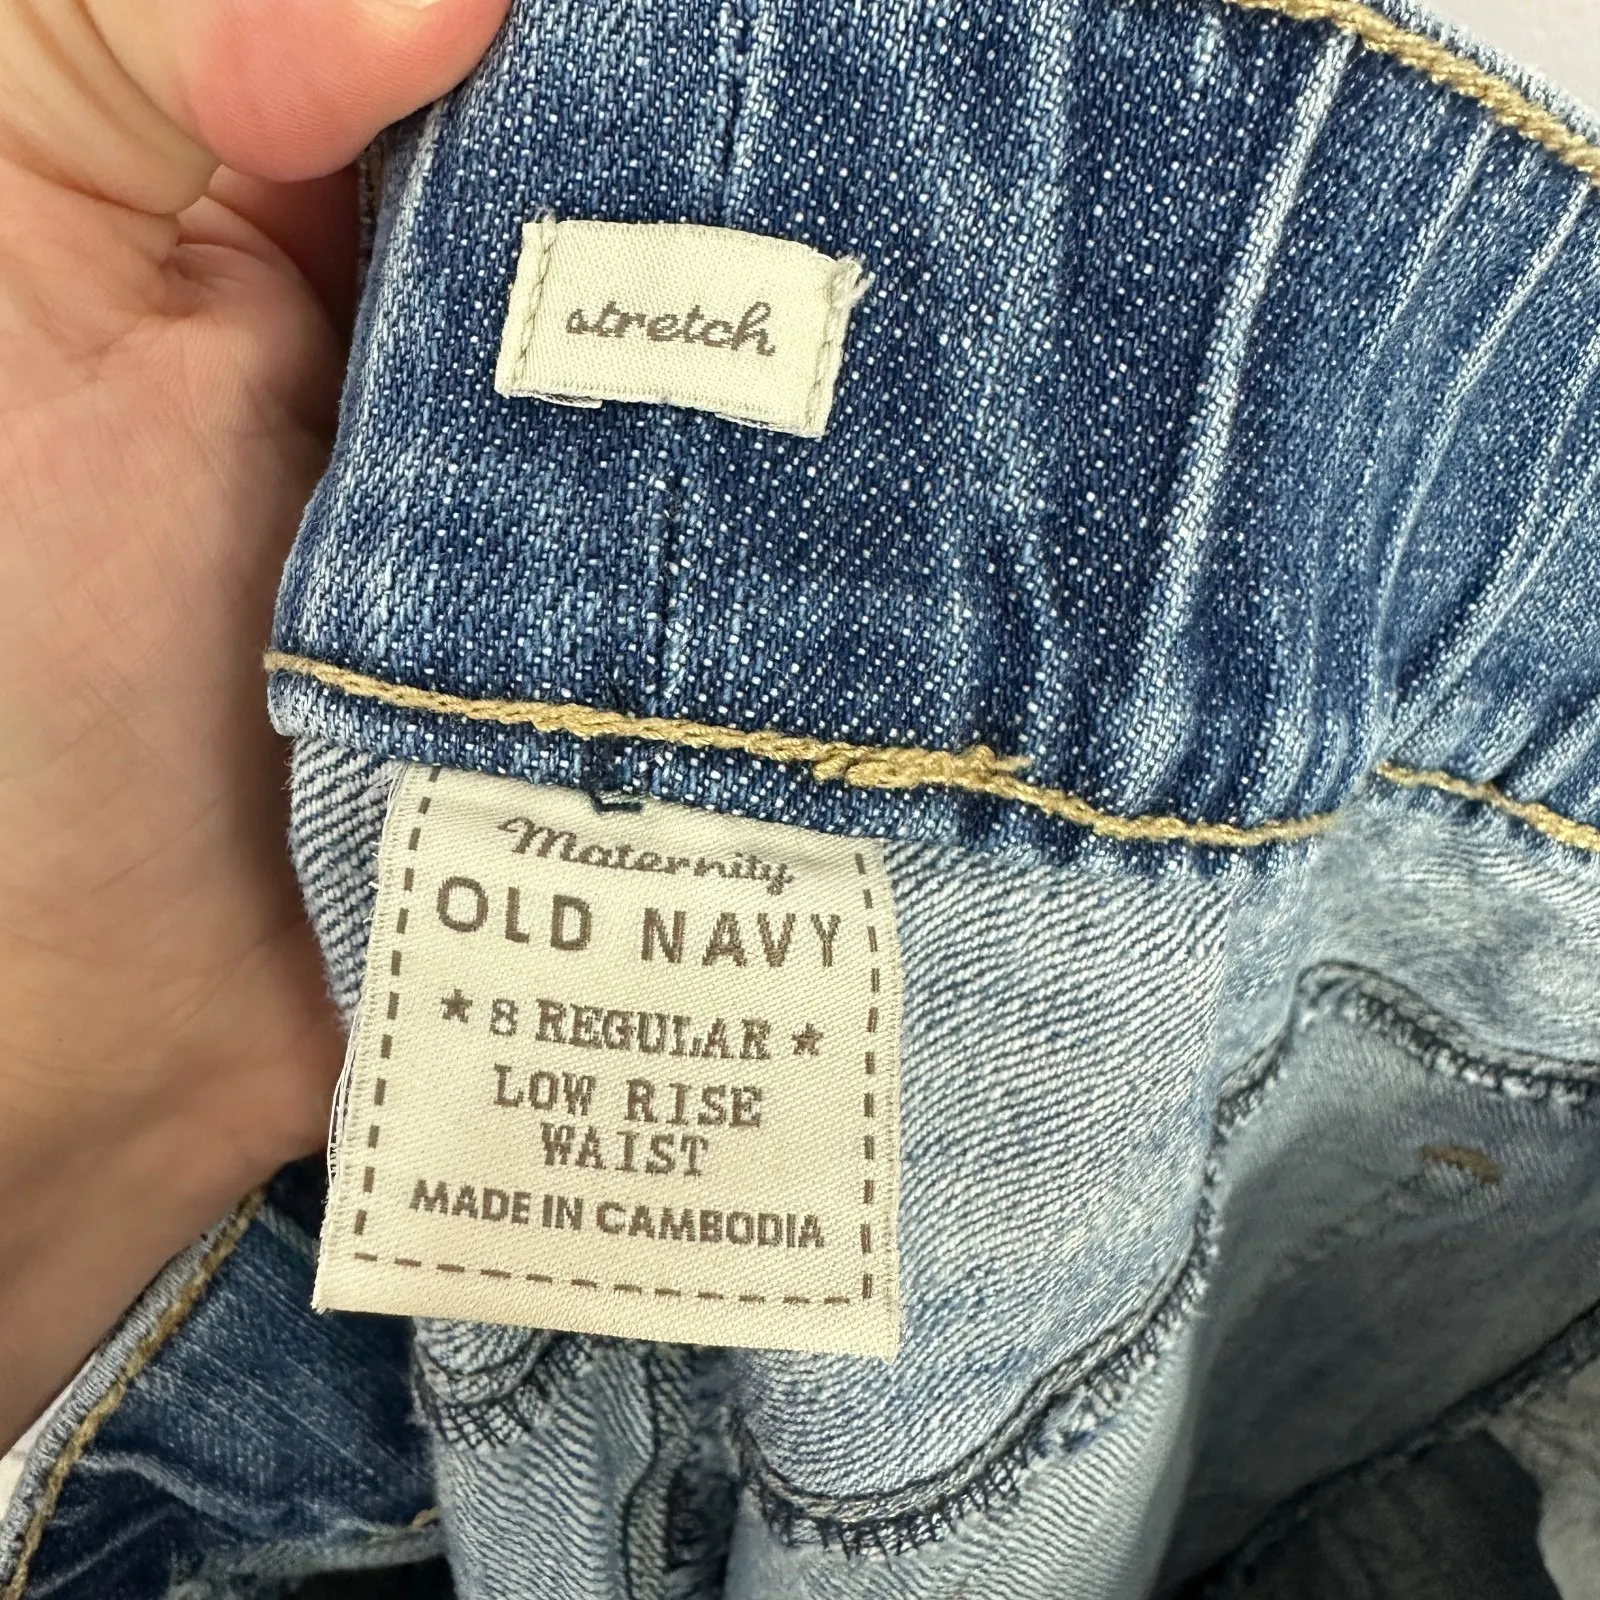 stretch
Maternity
OLD NAVY
★ 8 REGULAR ★
LOW RISE
WAIST
MADE IN CAMBODIA